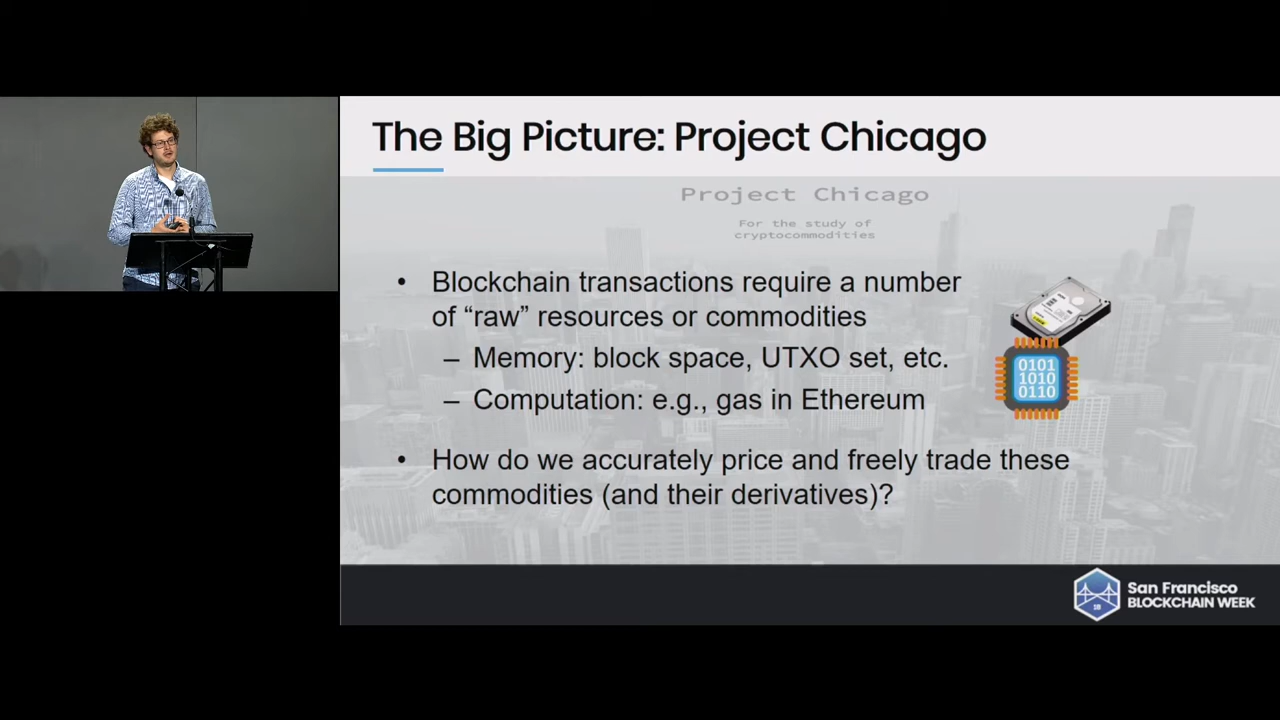 The Big Picture: Project Chicago
Project Chicago
For the study of
cryptocommodities
• Blockchain transactions require a number
of “raw” resources or commodities
– Memory: block space, UTXO set, etc.
– Computation: e.g., gas in Ethereum
• How do we accurately price and freely trade these
commodities (and their derivatives)?
0101
1010
0110
San Francisco
BLOCKCHAIN WEEK